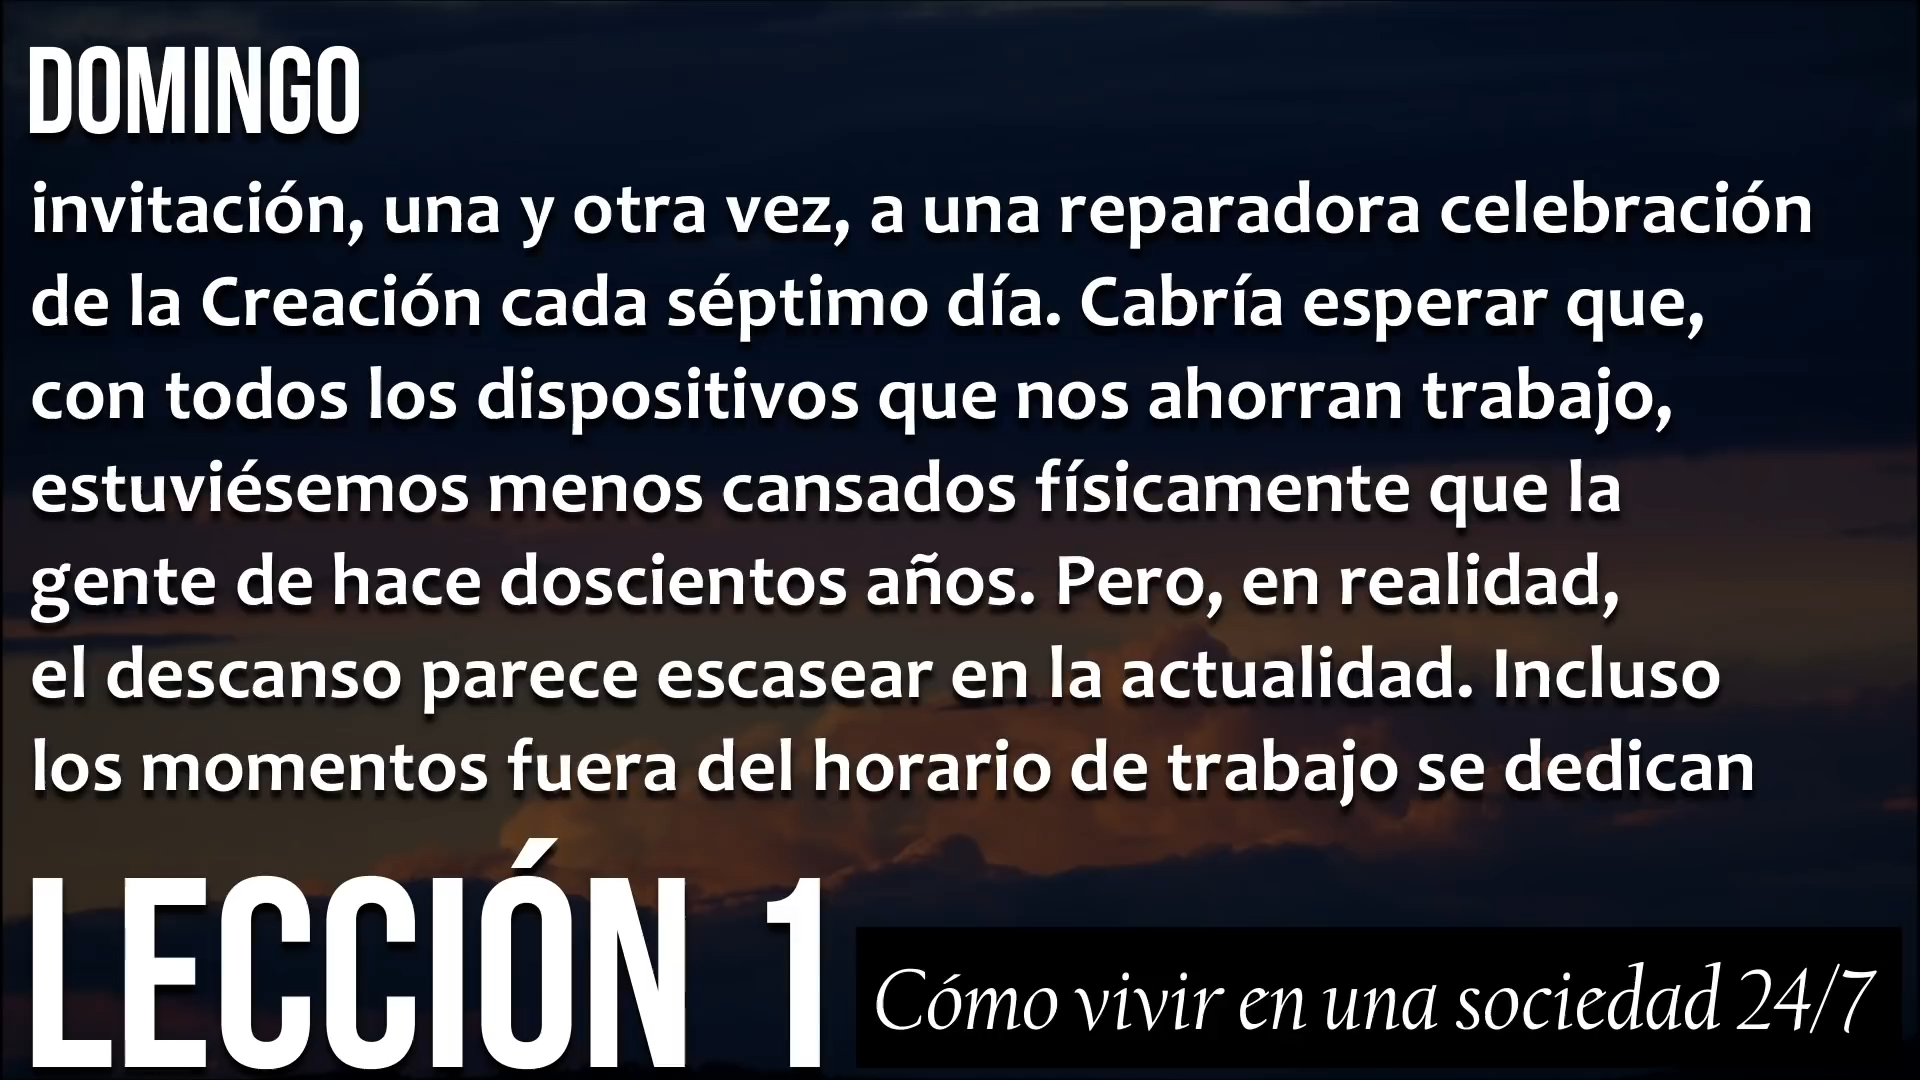 DOMINGO
invitación, una y otra vez, a una reparadora celebración
de la Creación cada séptimo día. Cabría esperar que,
con todos los dispositivos que nos ahorran trabajo,
estuviésemos menos cansados físicamente que la
gente de hace doscientos años. Pero, en realidad,
el descanso parece escasear en la actualidad. Incluso
los momentos fuera del horario de trabajo se dedican
LECCIÓN 1
Cómo vivir en una sociedad 24/7